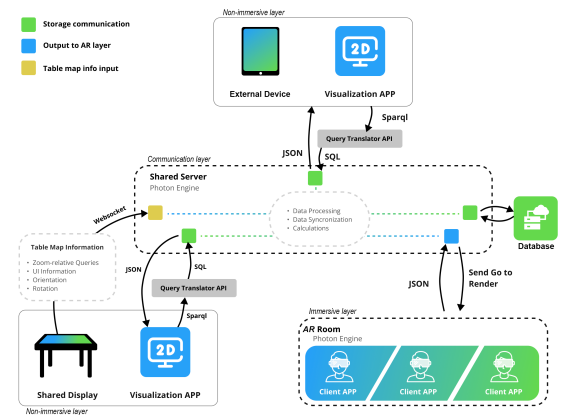 Non-immersive layer
Storage communication
Output to AR layer
Table map info input
2D
External Device
Visualization APP
Sparql
Query Translator API
JSON
SQL
Communication layer
Shared Server
Photon Engine
Websocket
Data Processing
Data Syncronization
Calculations
Database
Table Map Information
Zoom-relative Queries
UI Information
Orientation
Rotation
JSON
SQL
Query Translator API
Sparql
JSON
Send Go to
Render
2D
Shared Display
Visualization APP
Non-immersive layer
Immersive layer
AR Room
Photon Engine
Client APP
Client APP
Client APP